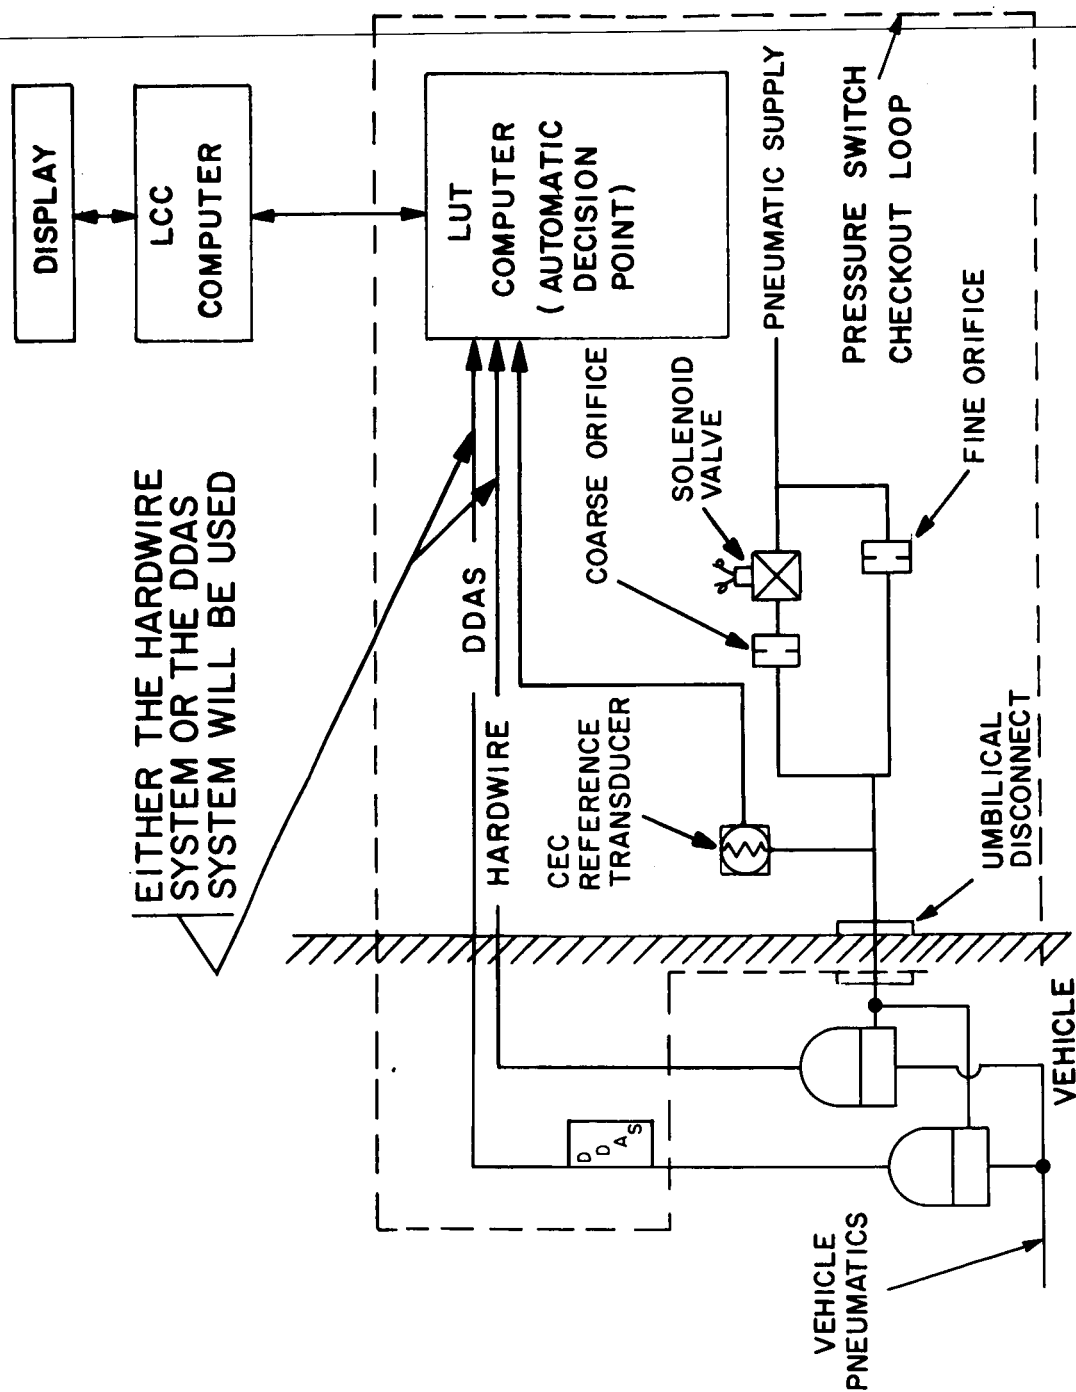 EITHER THE HARDWIRE
SYSTEM OR THE DDAS
SYSTEM WILL BE USED
DISPLAY
LCC
COMPUTER
LUT
COMPUTER
(AUTOMATIC
DECISION
POINT)
DDAS
HARDWIRE
COARSE ORIFICE
SOLENOID
VALVE
PNEUMATIC SUPPLY
CEC
REFERENCE
TRANSDUCER
PRESSURE SWITCH
CHECKOUT LOOP
FINE ORIFICE
UMBILICAL
DISCONNECT
DDAS
VEHICLE
PNEUMATICS
VEHICLE